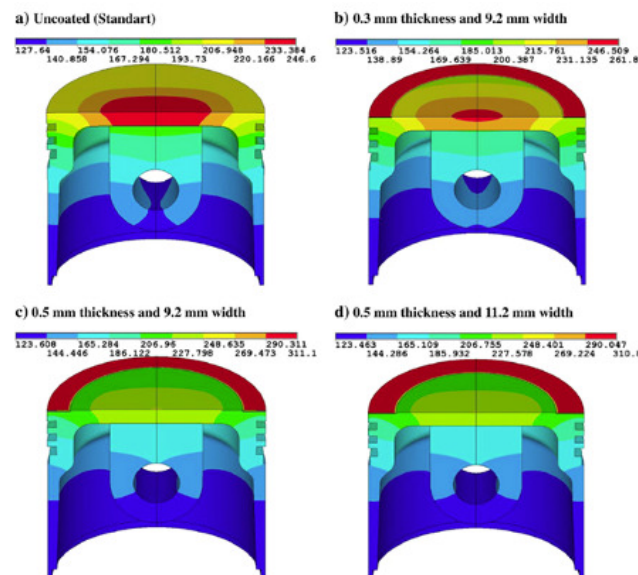 a) Uncoated (Standart)
127.64 154.076 180.512 206.948 233.384
140.858 167.294 193.73 220.166 246.6
b) 0.3 mm thickness and 9.2 mm width
123.516 154.264 185.013 215.761 246.509
138.89 169.639 200.387 231.135 261.8
c) 0.5 mm thickness and 9.2 mm width
123.608 165.284 206.96 248.635 290.311
144.446 186.122 227.798 269.473 311.1
d) 0.5 mm thickness and 11.2 mm width
123.463 165.109 206.755 248.401 290.047
144.286 185.932 227.578 269.224 310.8